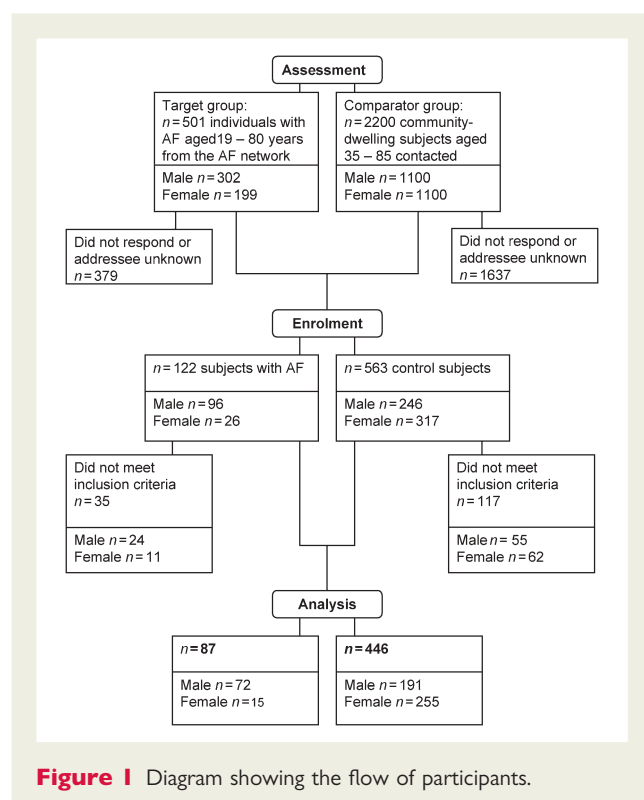 Assessment
Target group:
n=501 individuals with
AF aged19 – 80 years
from the AF network
Male n=302
Female n=199
Comparator group:
n=2200 community-
dwelling subjects aged
35 – 85 contacted
Male n=1100
Female n=1100
Did not respond or
addressee unknown
n=379
Did not respond or
addressee unknown
n=1637
Enrolment
n=122 subjects with AF
Male n=96
Female n=26
n=563 control subjects
Male n=246
Female n=317
Did not meet
inclusion criteria
n=35
Male n=24
Female n=11
Did not meet
inclusion criteria
n=117
Male n=55
Female n=62
Analysis
n=87
Male n=72
Female n=15
n=446
Male n=191
Female n=255
Figure 1 Diagram showing the flow of participants.